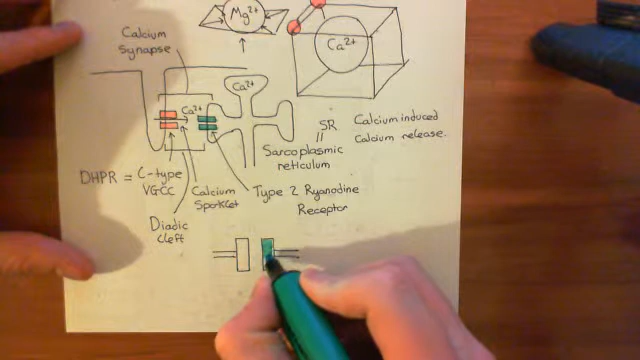 Mg²⁺
Ca²⁺
Calcium
Synapse
Ca²⁺
Ca²⁺
SR
=
Sarcoplasmic
reticulum
Calcium induced
Calcium release.
DHPR = L-type
VGCC
Calcium
Sparklet
Type 2 Ryanodine
Receptor
Diadic
cleft